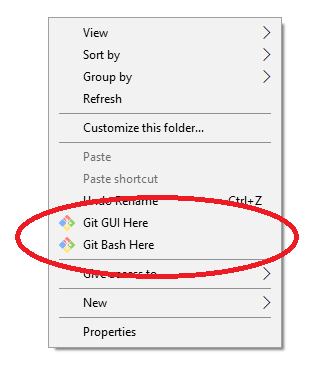 View
Sort by
Group by
Refresh
Customize this folder...
Paste
Paste shortcut
Undo Rename Ctrl+Z
Git GUI Here
Git Bash Here
Give access to
New
Properties